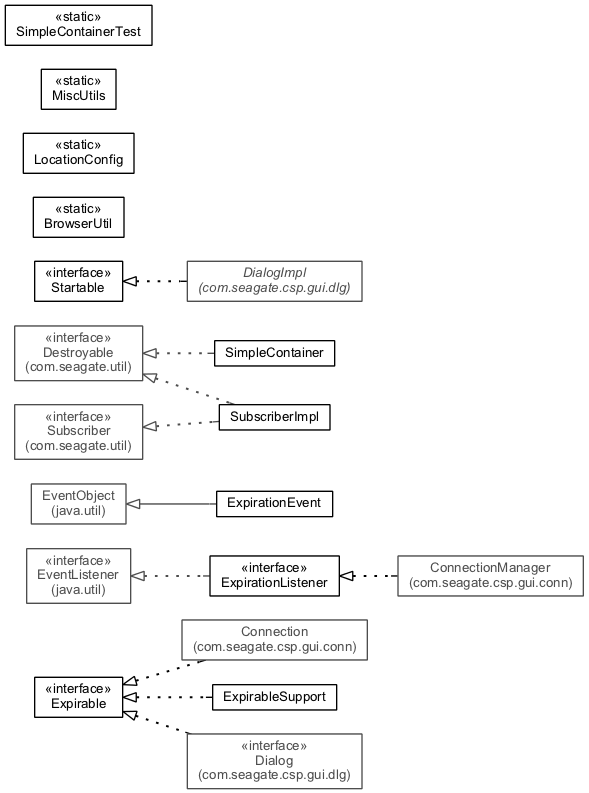 «static»
SimpleContainerTest
«static»
MiscUtils
«static»
LocationConfig
«static»
BrowserUtil
«interface»
Startable
DialogImpl
(com.seagate.csp.gui.dlg)
«interface»
Destroyable
(com.seagate.util)
SimpleContainer
SubscriberImpl
«interface»
Subscriber
(com.seagate.util)
EventObject
(java.util)
ExpirationEvent
«interface»
EventListener
(java.util)
«interface»
ExpirationListener
ConnectionManager
(com.seagate.csp.gui.conn)
Connection
(com.seagate.csp.gui.conn)
«interface»
Expirable
ExpirableSupport
«interface»
Dialog
(com.seagate.csp.gui.dlg)